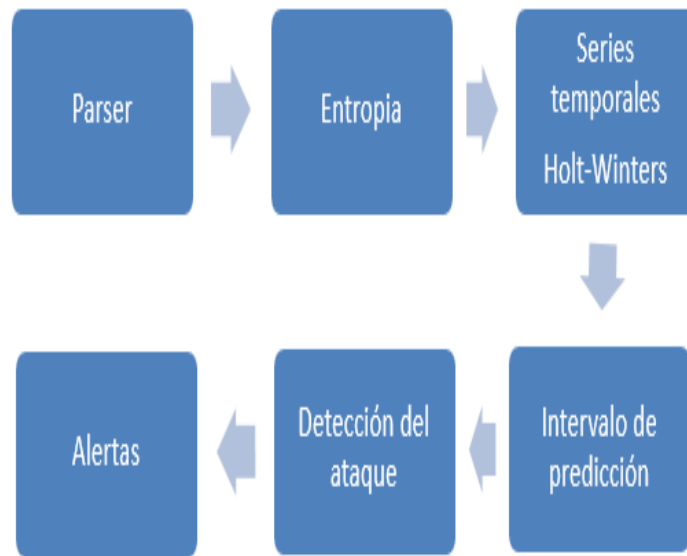 Parser
Entropia
Series
temporales
Holt-Winters
Intervalo de
predicción
Detección del
ataque
Alertas